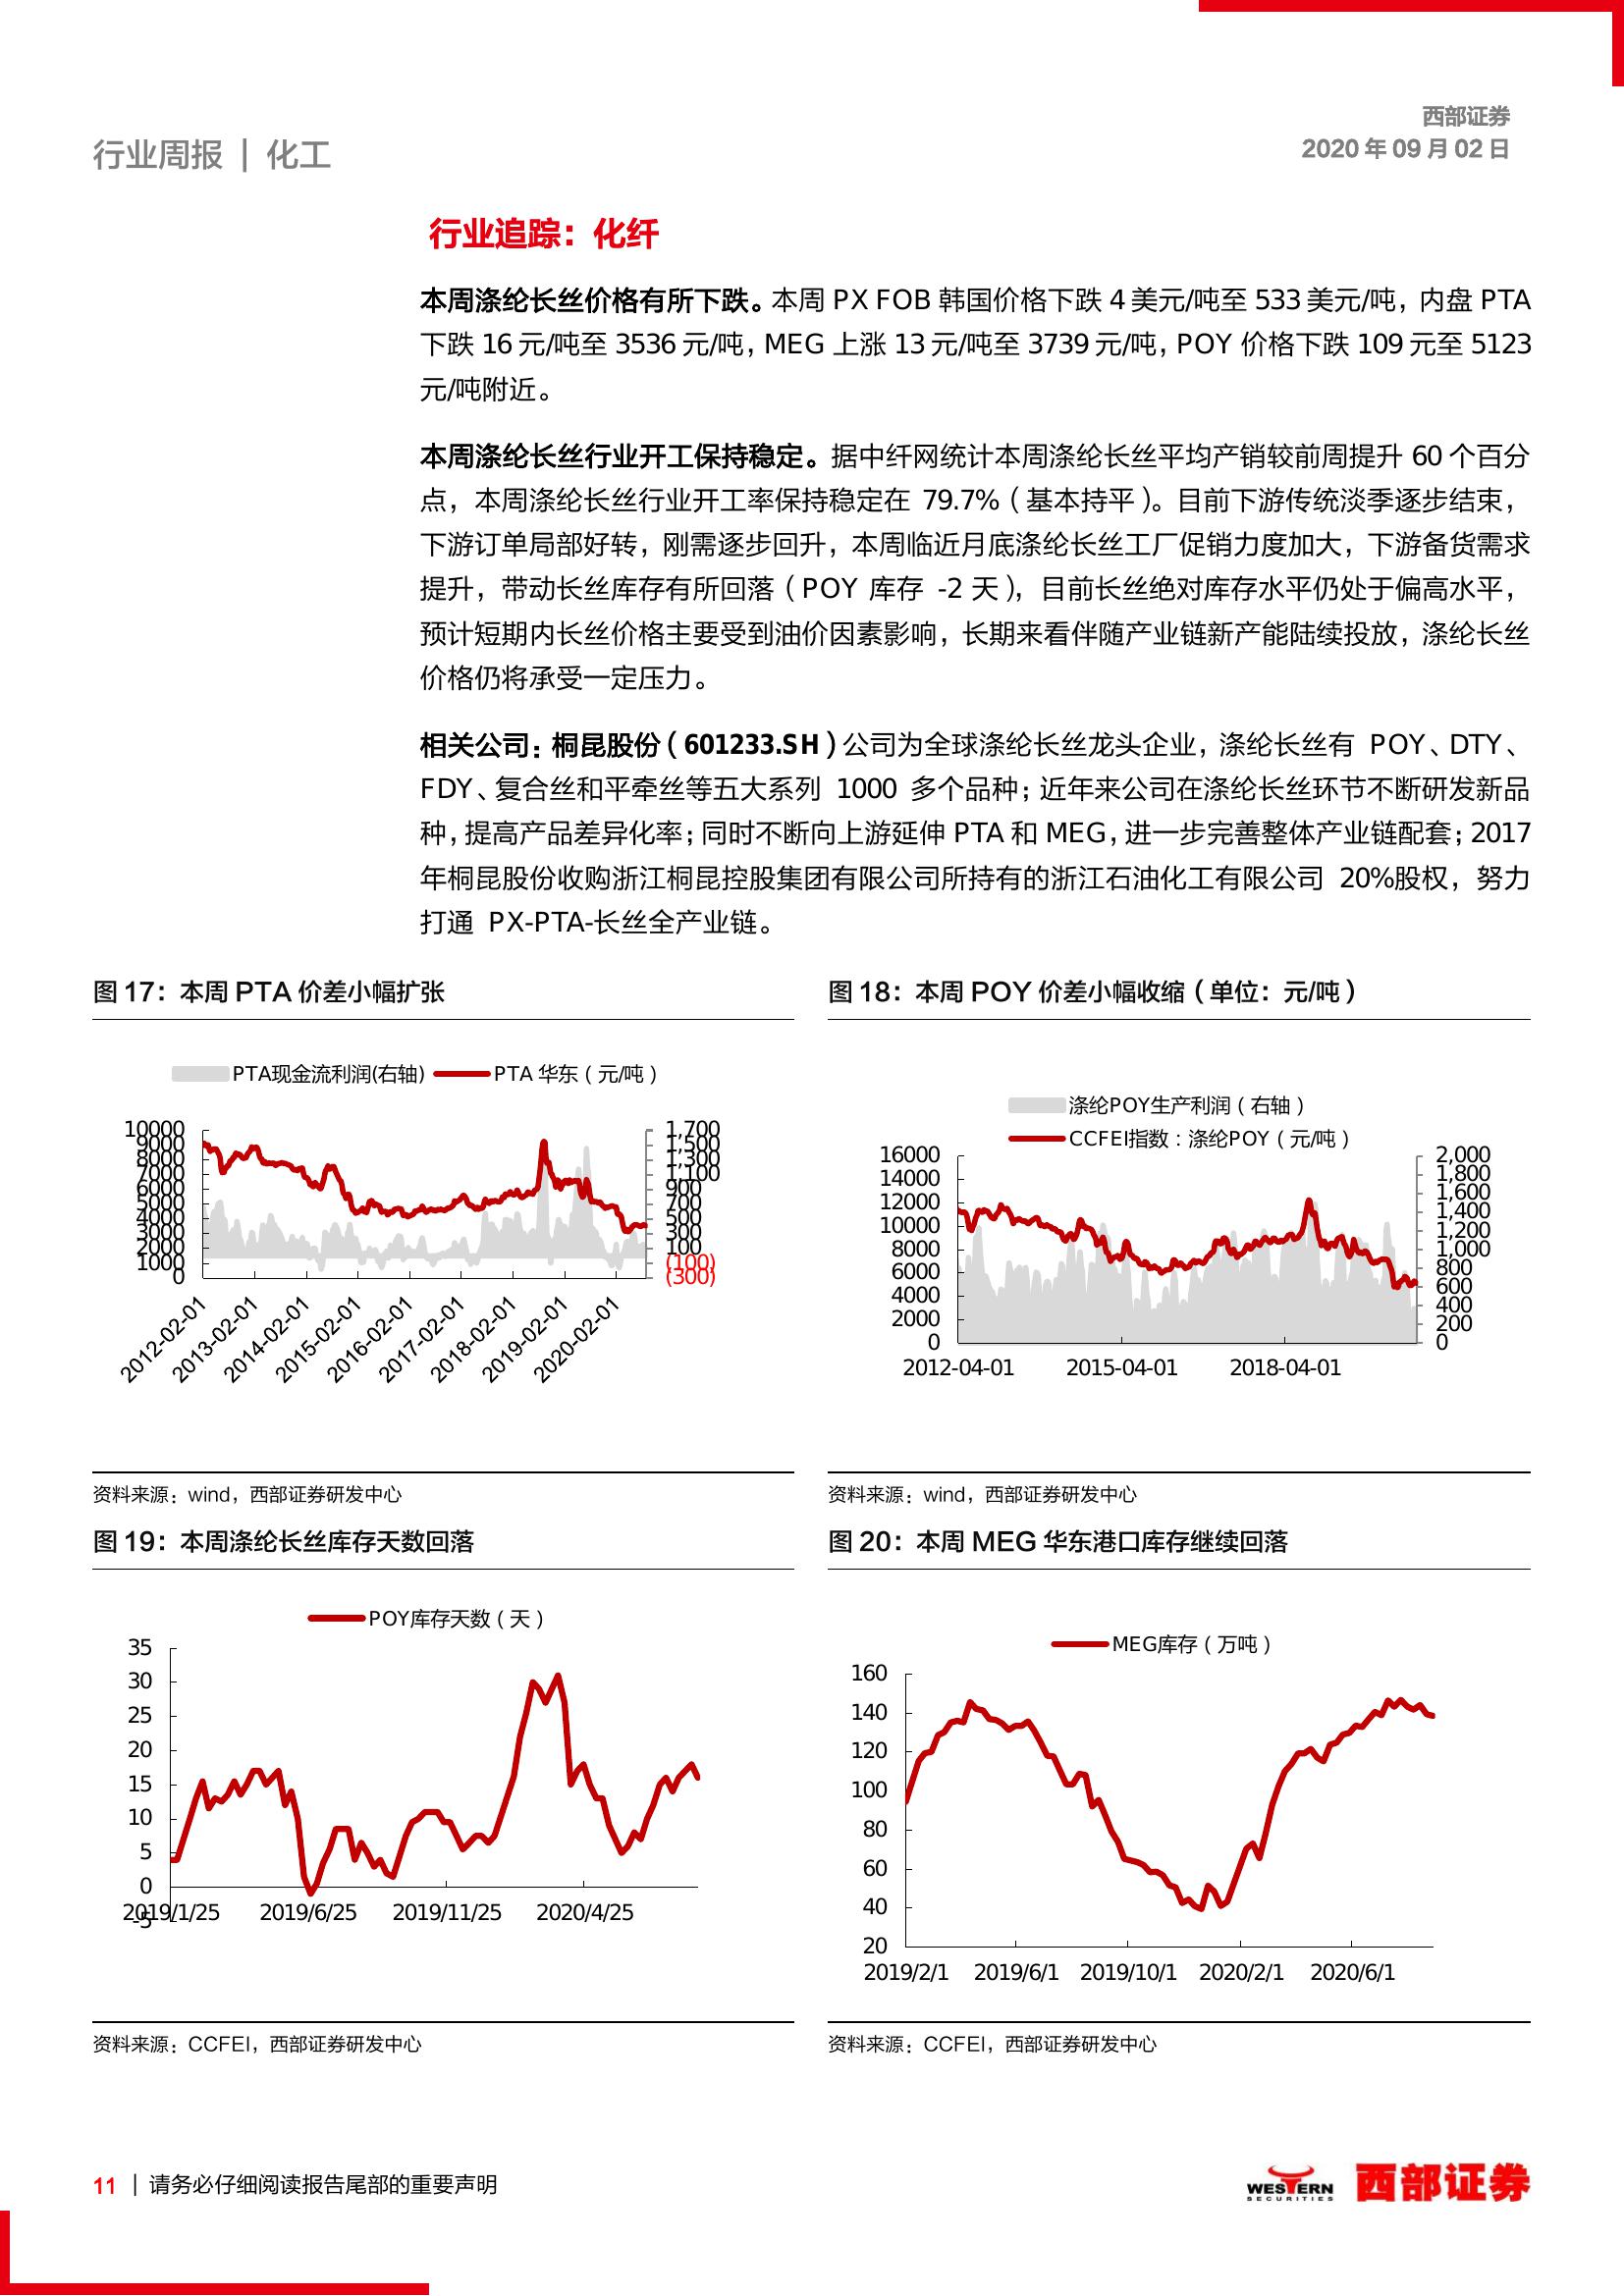 西部证券
2020 年 09 月 02 日
行业周报 | 化工
行业追踪：化纤
本周涤纶长丝价格有所下跌。本周 PX FOB 韩国价格下跌 4 美元/吨至 533 美元/吨，内盘 PTA
下跌 16 元/吨至 3536 元/吨，MEG 上涨 13 元/吨至 3739 元/吨，POY 价格下跌 109 元至 5123
元/吨附近。
本周涤纶长丝行业开工保持稳定。据中纤网统计本周涤纶长丝平均产销较前周提升 60 个百分
点，本周涤纶长丝行业开工率保持稳定在 79.7%（基本持平）。目前下游传统淡季逐步结束，
下游订单局部好转，刚需逐步回升，本周临近月底涤纶长丝工厂促销力度加大，下游备货需求
提升，带动长丝库存有所回落（POY 库存 -2 天），目前长丝绝对库存水平仍处于偏高水平，
预计短期内长丝价格主要受到油价因素影响，长期来看伴随产业链新产能陆续投放，涤纶长丝
价格仍将承受一定压力。
相关公司：桐昆股份（601233.SH）公司为全球涤纶长丝龙头企业，涤纶长丝有 POY、DTY、
FDY、复合丝和平牵丝等五大系列 1000 多个品种；近年来公司在涤纶长丝环节不断研发新品
种，提高产品差异化率；同时不断向上游延伸 PTA 和 MEG，进一步完善整体产业链配套；2017
年桐昆股份收购浙江桐昆控股集团有限公司所持有的浙江石油化工有限公司 20%股权，努力
打通 PX-PTA-长丝全产业链。
图 17：本周 PTA 价差小幅扩张
PTA现金流利润(右轴) PTA 华东（元/吨）
10000
9000
8000
7000
6000
5000
4000
3000
2000
1000
0
1,700
1,500
1,300
1,100
900
700
500
300
100
(100)
(300)
2012-02-01
2013-02-01
2014-02-01
2015-02-01
2016-02-01
2017-02-01
2018-02-01
2019-02-01
2020-02-01
资料来源：wind，西部证券研发中心
图 18：本周 POY 价差小幅收缩（单位：元/吨）
涤纶POY生产利润（右轴）
CCFEI指数：涤纶POY（元/吨）
16000
14000
12000
10000
8000
6000
4000
2000
0
2,000
1,800
1,600
1,400
1,200
1,000
800
600
400
200
0
2012-04-01 2015-04-01 2018-04-01
资料来源：wind，西部证券研发中心
图 19：本周涤纶长丝库存天数回落
POY库存天数（天）
35
30
25
20
15
10
5
0
-5
2019/1/25 2019/6/25 2019/11/25 2020/4/25
资料来源：CCFEI，西部证券研发中心
图 20：本周 MEG 华东港口库存继续回落
MEG库存（万吨）
160
140
120
100
80
60
40
20
2019/2/1 2019/6/1 2019/10/1 2020/2/1 2020/6/1
资料来源：CCFEI，西部证券研发中心
11 | 请务必仔细阅读报告尾部的重要声明
WESTERN
SECURITIES
西部证券